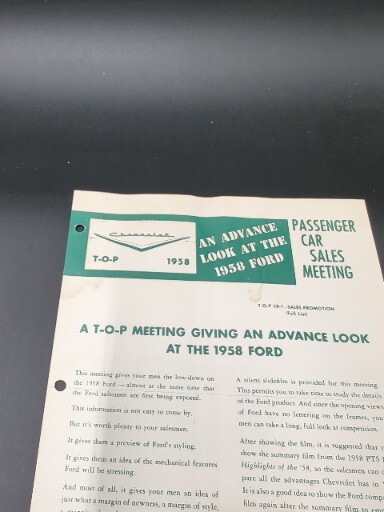 Chevrolet
T-O-P 1958
AN ADVANCE
LOOK AT THE
1958 FORD
PASSENGER
CAR
SALES
MEETING
T-O-P 58-1 - SALES PROMOTION
A T-O-P MEETING GIVING AN ADVANCE LOOK
AT THE 1958 FORD
This meeting gives your men the low-down on
the 1958 Ford — almost at the same time that
the Ford salesmen are first being exposed.
This information is not easy to come by.
But it's worth plenty to your salesmen.
It gives them a preview of Ford's styling.
It gives them an idea of the mechanical features
Ford will be stressing.
And most of all, it gives your men an idea of
just what a margin of newness, a margin of style,
A silent slidefilm is provided for this meeting.
This permits you to take time to study the details
of the Ford product. And since the opening views
of Ford have no lettering on the frames, you
men can take a long, full look at competition.
After showing the film, it is suggested that
show the summary film from the 1958 PTS
Highlights of the '58, so the salesmen can
pare all the advantages Chevrolet has in
It is also a good idea to show the Ford
film again after the summary film